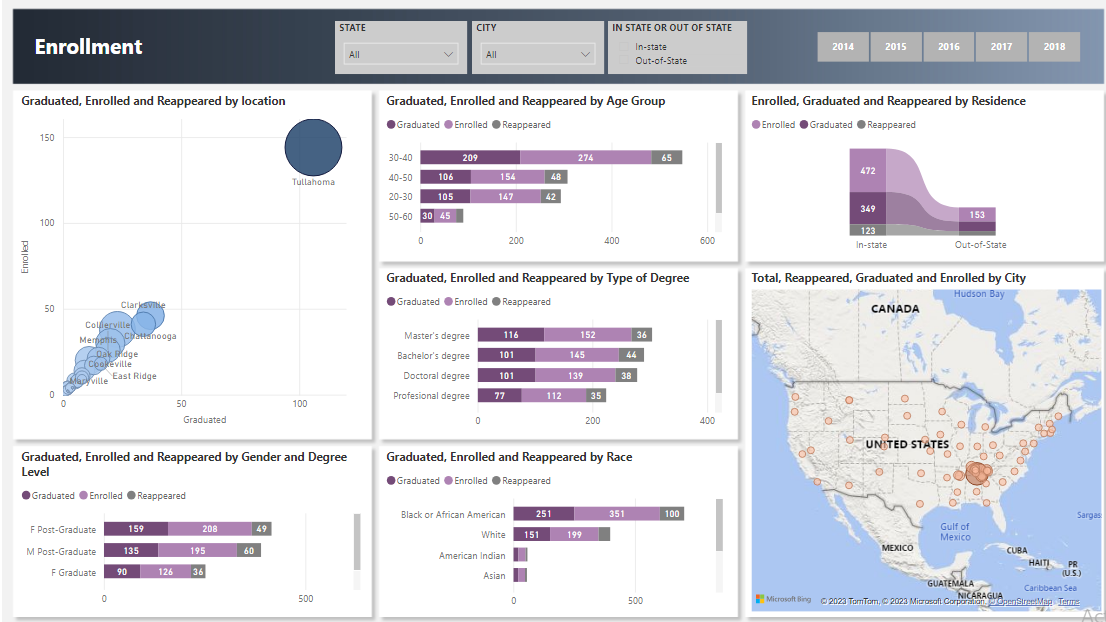 Enrollment
STATE
All
CITY
All
IN STATE OR OUT OF STATE
In-state
Out-of-State
2014
2015
2016
2017
2018
Graduated, Enrolled and Reappeared by location
Enrolled
150
100
50
0
Tullahoma
Clarksville
Collierville
Chattanooga
Memphis
Oak Ridge
Cookeville
East Ridge
Maryville
0
50
100
Graduated
Graduated, Enrolled and Reappeared by Age Group
Graduated Enrolled Reappeared
30-40 209 274 65
40-50 106 154 48
20-30 105 147 42
50-60 30 45
0 200 400 600
Enrolled, Graduated and Reappeared by Residence
Enrolled Graduated Reappeared
472
153
349
123
In-state
Out-of-State
Graduated, Enrolled and Reappeared by Type of Degree
Graduated Enrolled Reappeared
Master's degree 116 152 36
Bachelor's degree 101 145 44
Doctoral degree 101 139 38
Profesional degree 77 112 35
0 200 400
Total, Reappeared, Graduated and Enrolled by City
Hudson Bay
CANADA
UNITED STATES
Gulf of
Mexico
MEXICO
CUBA
HAITI
PR
(U.S.)
Sargas
Caribbean Sea
GUATEMALA
NICARAGUA
Microsoft Bing
© 2023 TomTom, © 2023 Microsoft Corporation, © OpenStreetMap Terms
Graduated, Enrolled and Reappeared by Gender and Degree
Level
Graduated Enrolled Reappeared
F Post-Graduate 159 208 49
M Post-Graduate 135 195 60
F Graduate 90 126 36
0 500
Graduated, Enrolled and Reappeared by Race
Graduated Enrolled Reappeared
Black or African American 251 351 100
White 151 199
American Indian
Asian
0 500